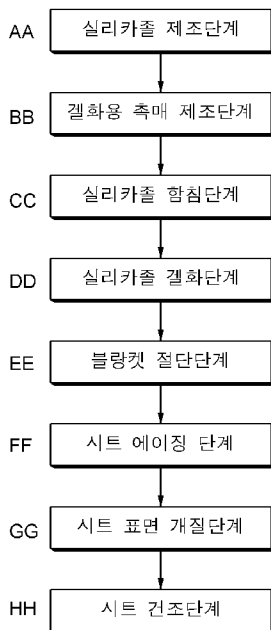 AA 실리카졸 제조단계
BB 겔화용 촉매 제조단계
CC 실리카졸 함침단계
DD 실리카졸 겔화단계
EE 블랑켓 절단단계
FF 시트 에이징 단계
GG 시트 표면 개질단계
HH 시트 건조단계